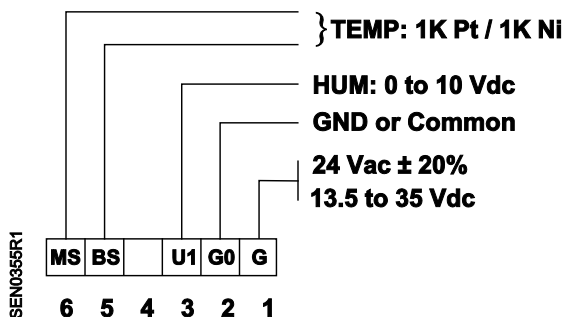 }TEMP: 1K Pt / 1K Ni
HUM: 0 to 10 Vdc
GND or Common
24 Vac ± 20%
13.5 to 35 Vdc
MS BS U1 G0 G
6 5 4 3 2 1
SEN0355R1